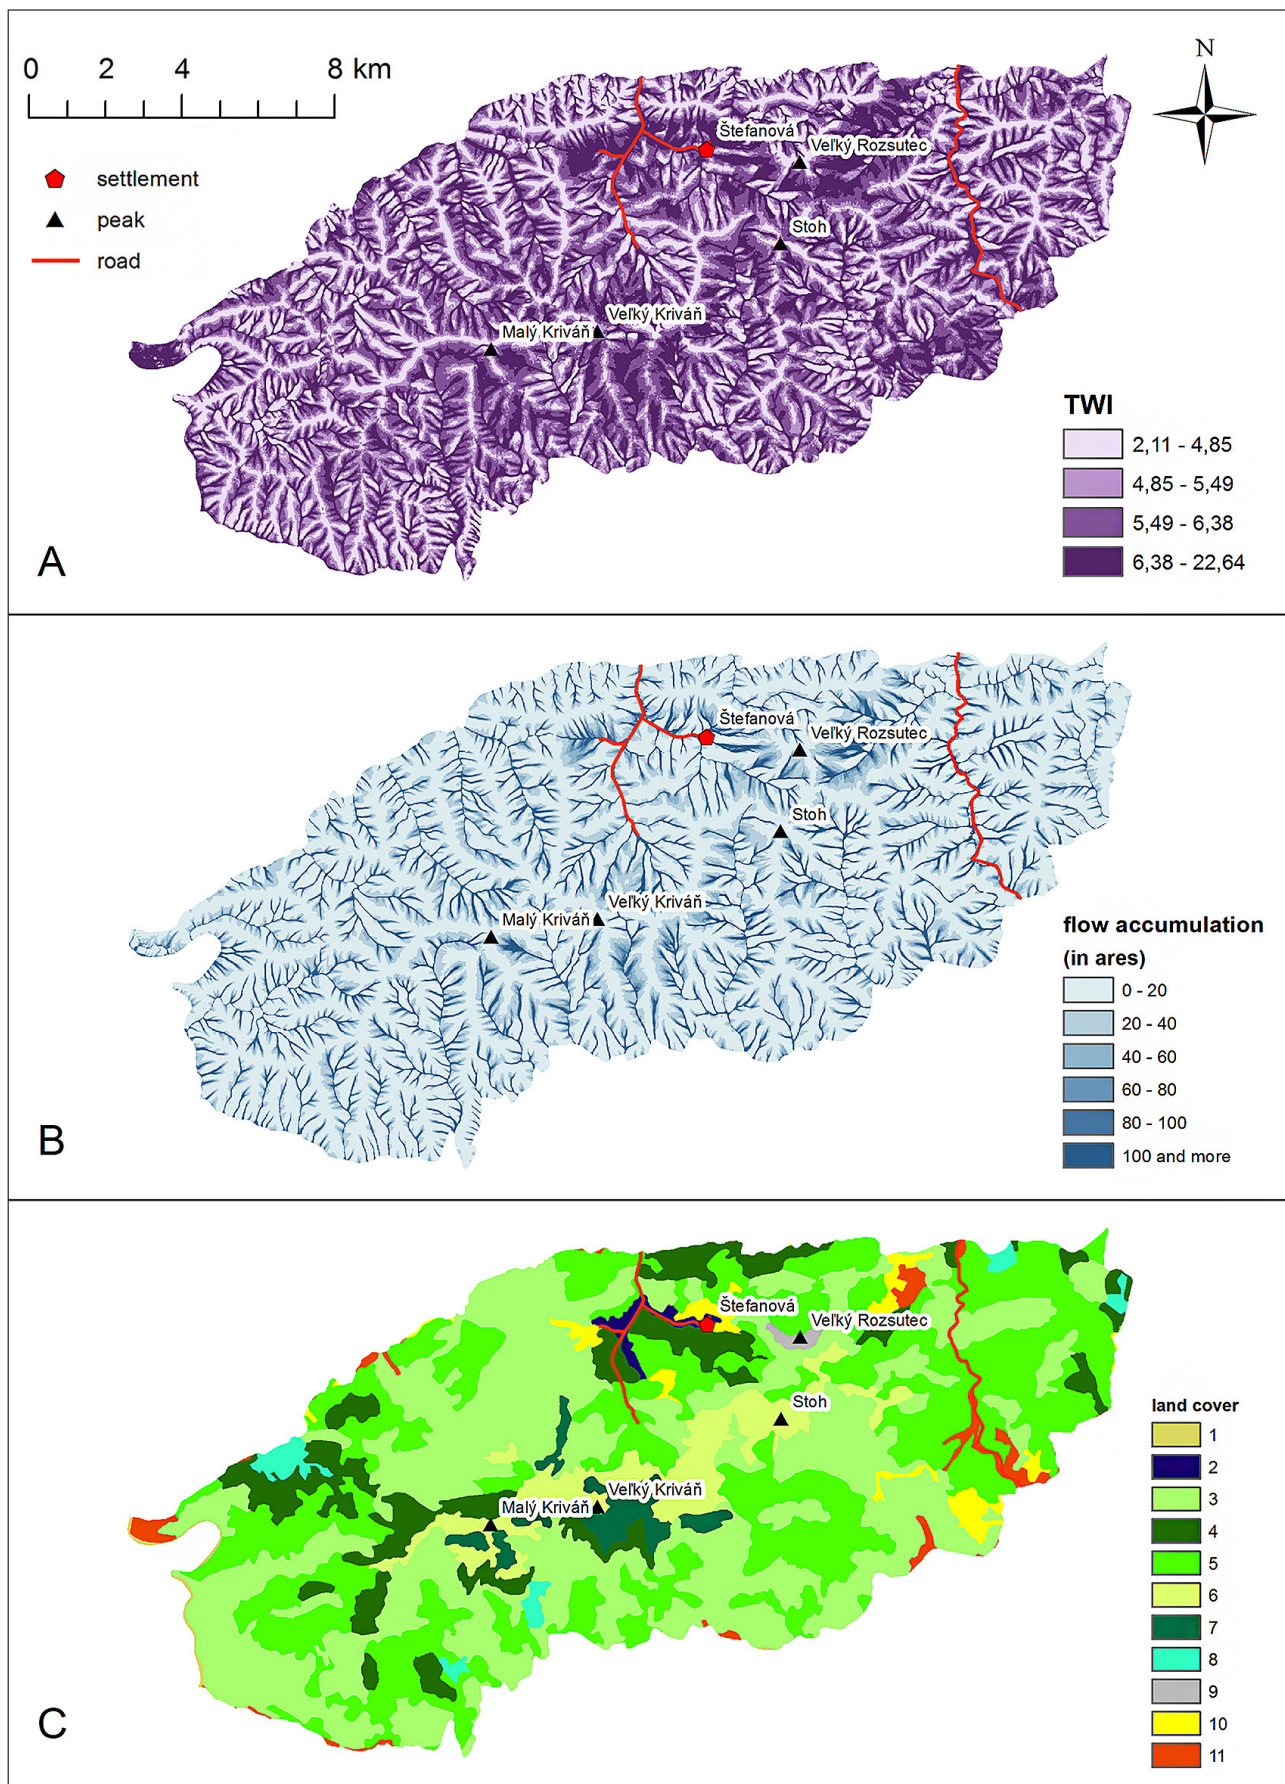 0 2 4 8 km
N
settlement
peak
road
Štefanová
Veľký Rozsutec
Stoh
Veľký Kriváň
Malý Kriváň
TWI
2,11 - 4,85
4,85 - 5,49
5,49 - 6,38
6,38 - 22,64
A
Štefanová
Veľký Rozsutec
Stoh
Veľký Kriváň
Malý Kriváň
flow accumulation
(in ares)
0 - 20
20 - 40
40 - 60
60 - 80
80 - 100
100 and more
B
Štefanová
Veľký Rozsutec
Stoh
Veľký Kriváň
Malý Kriváň
land cover
1
2
3
4
5
6
7
8
9
10
11
C